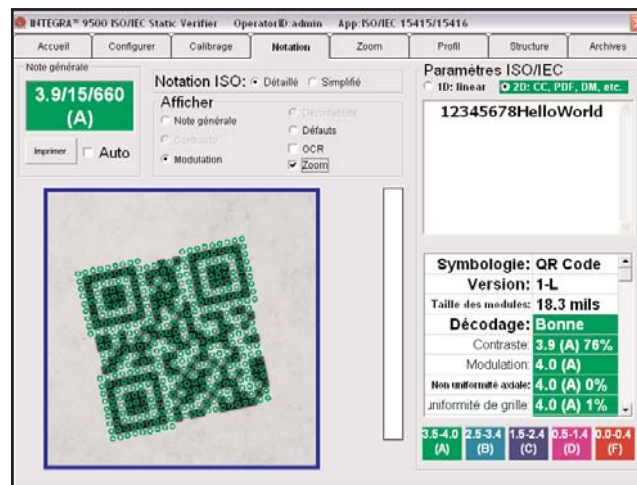 INTEGRA™ 9500 ISO/IEC Static Verifier OperatorID:admin App:ISO/IEC 15415/15416
Accueil Configurer Calibrage Notation Zoom Profil Structure Archives
Note générale
3.9/15/660
(A)
Imprimer Auto
Notation ISO: Détaillé Simplifié
Afficher
Note générale
Contraste
Modulation
Décodabilité
Défauts
OCR
Zoom
Paramètres ISO/IEC
1D: linear 2D: CC, PDF, DM, etc.
12345678HelloWorld
Symbologie: QR Code
Version: 1-L
Taille des modules: 18.3 mils
Décodage: Bonne
Contraste: 3.9 (A) 76%
Modulation: 4.0 (A)
Non uniformité axiale: 4.0 (A) 0%
uniformité de grille: 4.0 (A) 1%
3.5-4.0 2.5-3.4 1.5-2.4 0.5-1.4 0.0-0.4
(A) (B) (C) (D) (F)